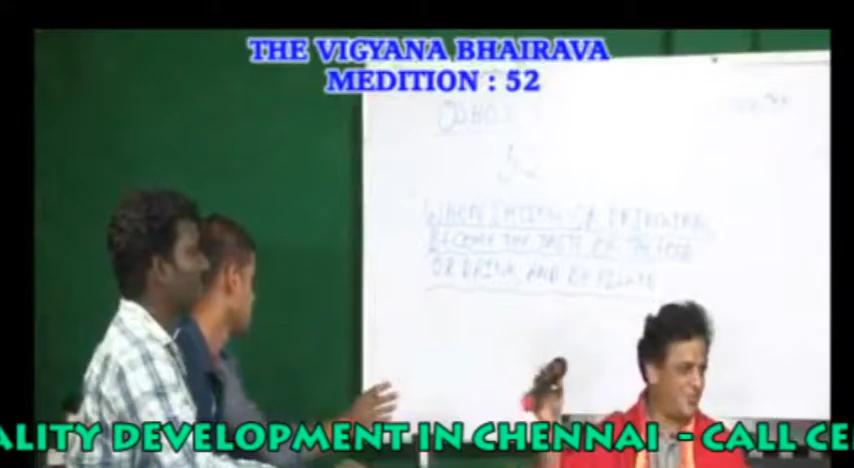 THE VIGYANA BHAIRAVA
MEDITION : 52
52
WHEN EATING OR DRINKING,
BECOME THE TASTE OF THE FOOD
OR DRINK, AND BE FILLED
ALITY DEVELOPMENT IN CHENNAI - CALL CE